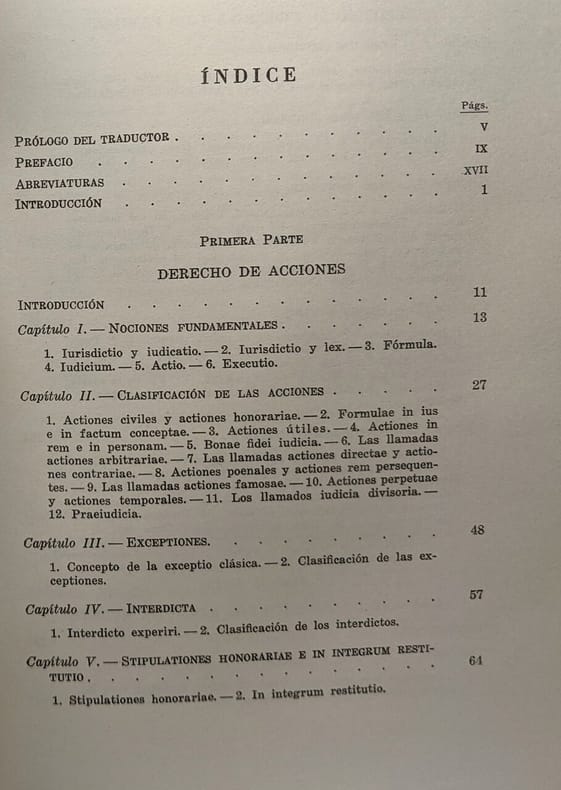 ÍNDICE
Págs.
PRÓLOGO DEL TRADUCTOR . . . . . . . . . . V
PREFACIO . . . . . . . . . . IX
ABREVIATURAS . . . . . . . . . . XVII
INTRODUCCIÓN . . . . . . . . . . 1
PRIMERA PARTE
DERECHO DE ACCIONES
INTRODUCCIÓN . . . . . . . . . . 11
Capítulo I. — NOCIONES FUNDAMENTALES . . . . . . . 13
1. Iurisdictio y iudicatio. — 2. Iurisdictio y lex. — 3. Fórmula.
4. Iudicium. — 5. Actio. — 6. Executio.
Capítulo II. — CLASIFICACIÓN DE LAS ACCIONES . . . . . 27
1. Actiones civiles y actiones honorariae. — 2. Formulae in ius
e in factum conceptae. — 3. Actiones útiles. — 4. Actiones in
rem e in personam. — 5. Bonae fidei iudicia. — 6. Las llamadas
actiones arbitrariae. — 7. Las llamadas actiones directae y actio-
nes contrariae. — 8. Actiones poenales y actiones rem persequen-
tes. — 9. Las llamadas actiones famosae. — 10. Actiones perpetuae
y actiones temporales. — 11. Los llamados iudicia divisoria. —
12. Praeiudicia.
Capítulo III. — EXCEPTIONES. . . . . . . . . . 48
1. Concepto de la exceptio clásica. — 2. Clasificación de las ex-
ceptiones.
Capítulo IV. — INTERDICTA . . . . . . . . . 57
1. Interdicto experiri. — 2. Clasificación de los interdictos.
Capítulo V. — STIPULATIONES HONORARIAE E IN INTEGRUM RESTI-
TUTIO . . . . . . . . . . . . . 64
1. Stipulationes honorariae. — 2. In integrum restitutio.